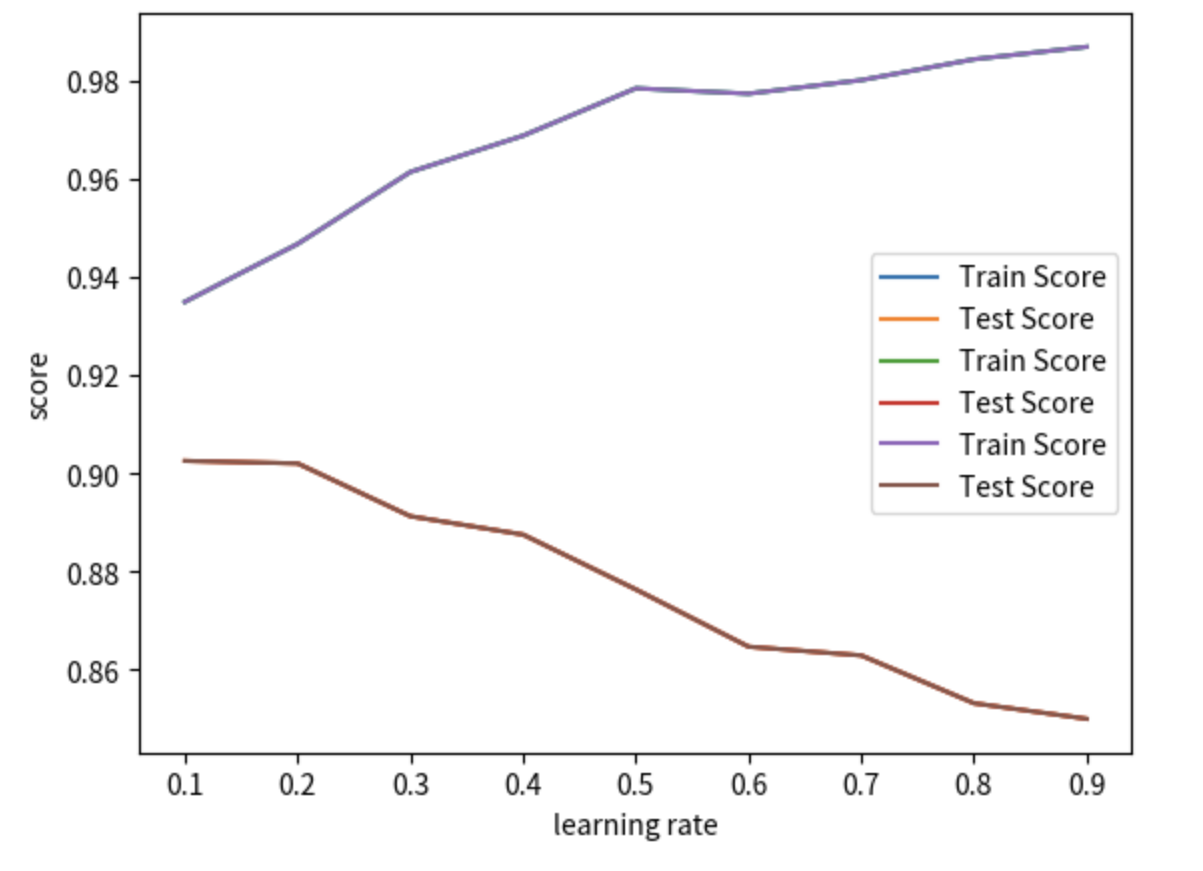 0.98
0.96
0.94
0.92
0.90
0.88
0.86
score
Train Score
Test Score
Train Score
Test Score
Train Score
Test Score
0.1 0.2 0.3 0.4 0.5 0.6 0.7 0.8 0.9
learning rate